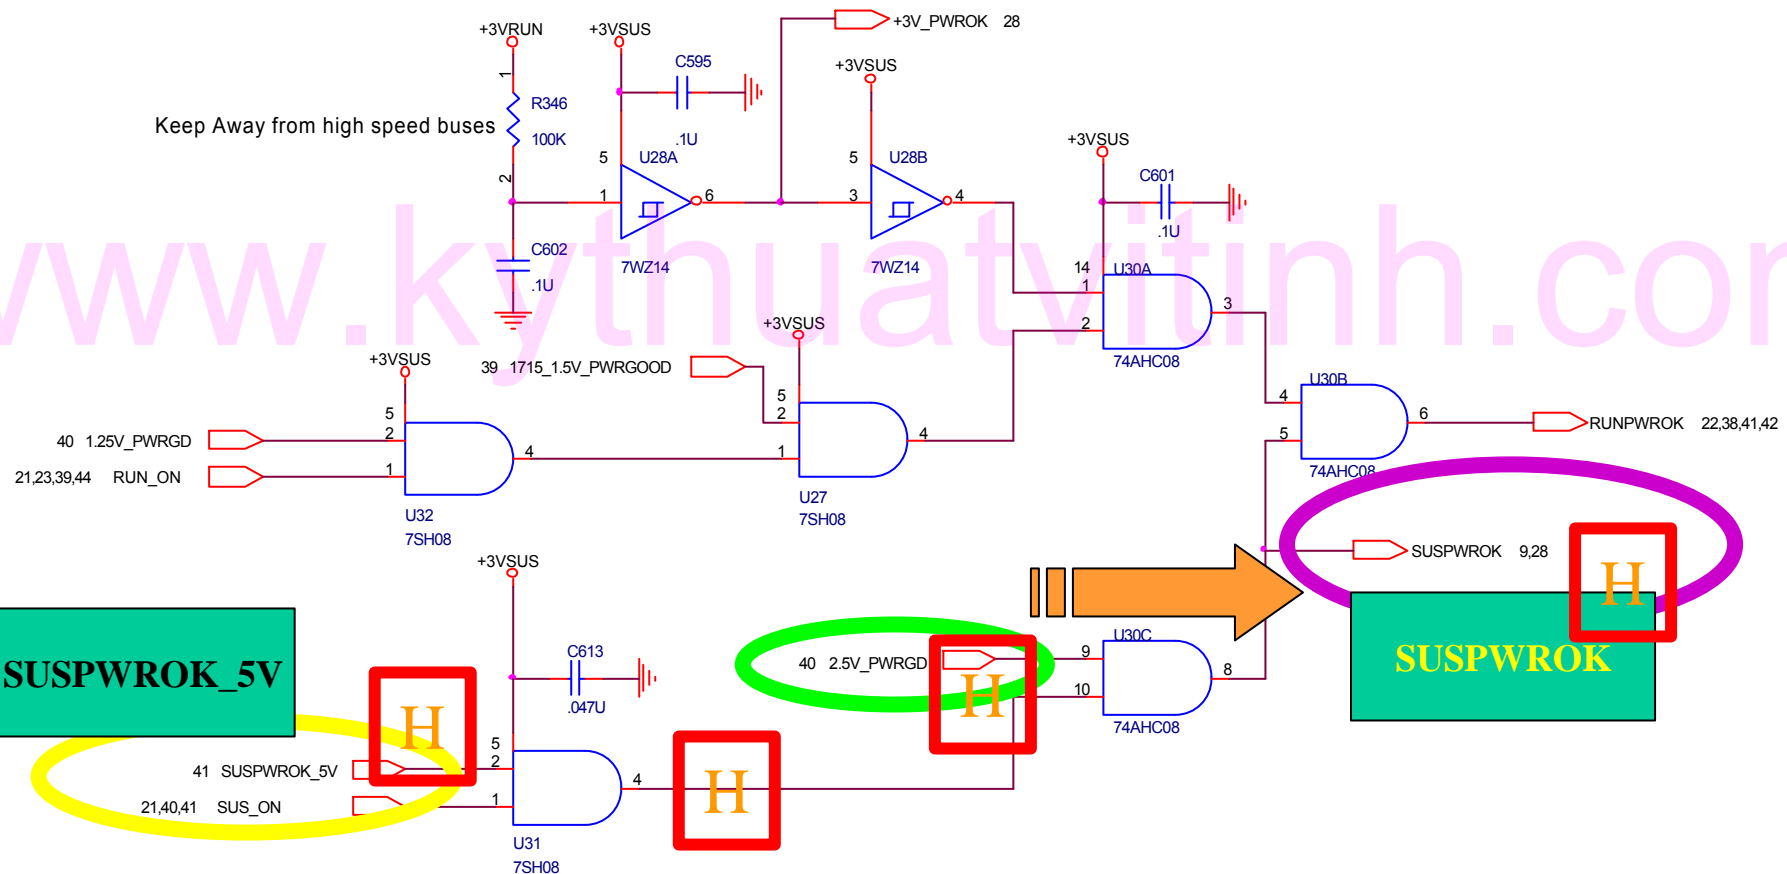 +3VRUN
+3VSUS
+3V_PWROK 28
C595
+3VSUS
1
R346
Keep Away from high speed buses
100K
.1U
5
U28A
5
U28B
+3VSUS
2
1
6
3
4
C601
C602
.1U
7WZ14
7WZ14
.1U
14
U30A
1
3
2
74AHC08
www.kythuatvitinh.com
+3VSUS
+3VSUS
39 1715_1.5V_PWRGOOD
5
2
4
1
U27
7SH08
5
40 1.25V_PWRGD
2
4
21,23,39,44 RUN_ON
1
U32
7SH08
U30B
4
6
5
RUNPWROK 22,38,41,42
74AHC08
SUSPWROK 9,28
H
SUSPWROK
+3VSUS
SUSPWROK_5V
C613
.047U
H
40 2.5V_PWRGD
H
9
U30C
8
10
74AHC08
5
41 SUSPWROK_5V
2
4
H
21,40,41 SUS_ON
1
U31
7SH08